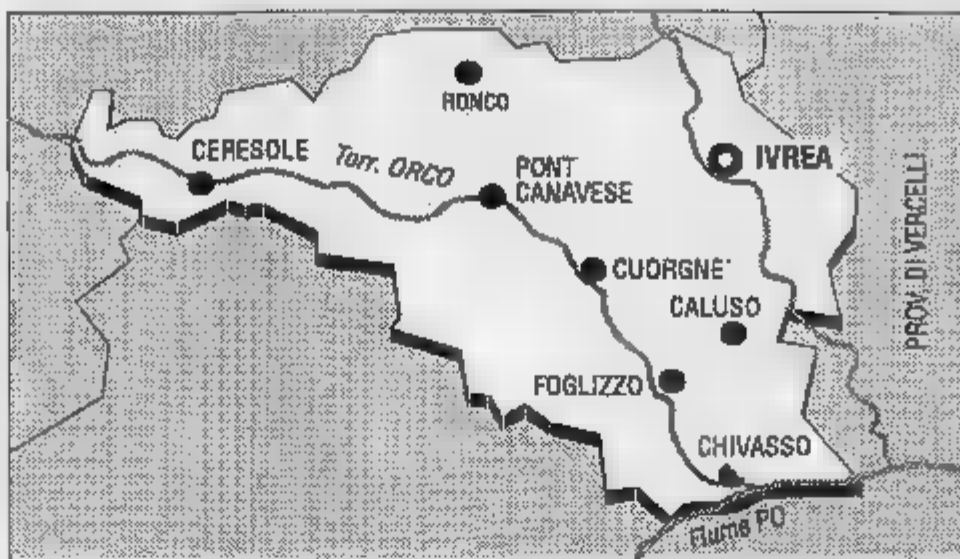 RONCO
CERESOLE
Torr. ORCO
PONT
CANAVESE
IVREA
CUORGNE'
CALUSO
FOGLIZZO
CHIVASSO
Fiume PO
PROV. DI VERCELLI